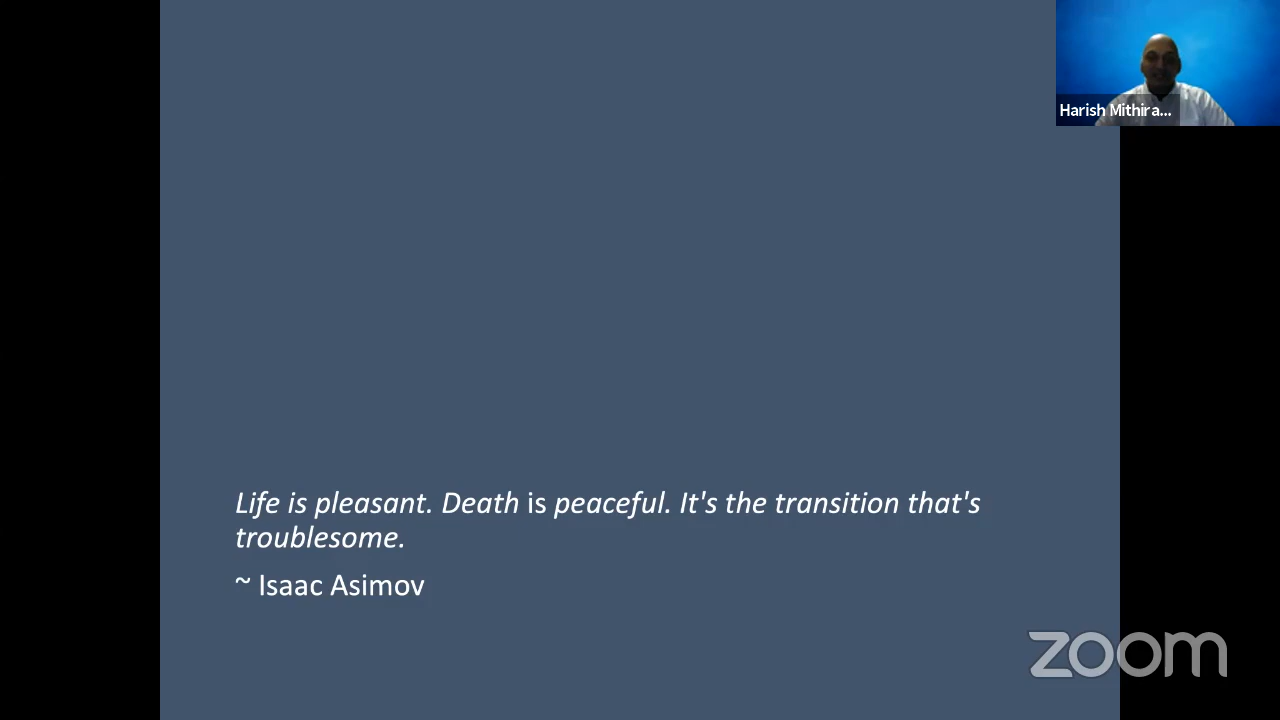 Harish Mithira...
Life is pleasant. Death is peaceful. It's the transition that's
troublesome.
~ Isaac Asimov
zoom